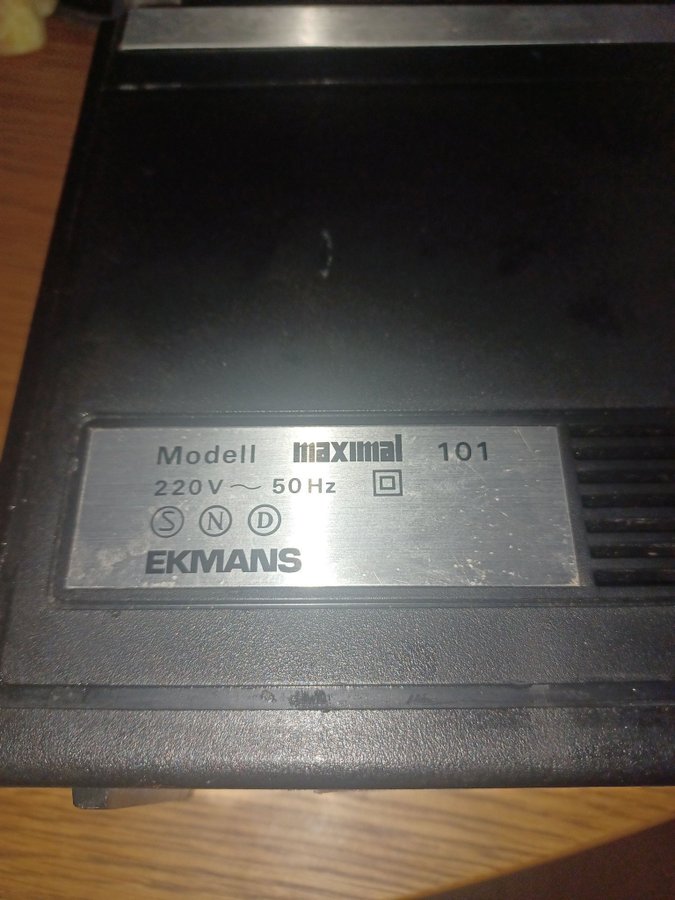 Modell maximal 101
220V ~ 50Hz
S N D
EKMANS